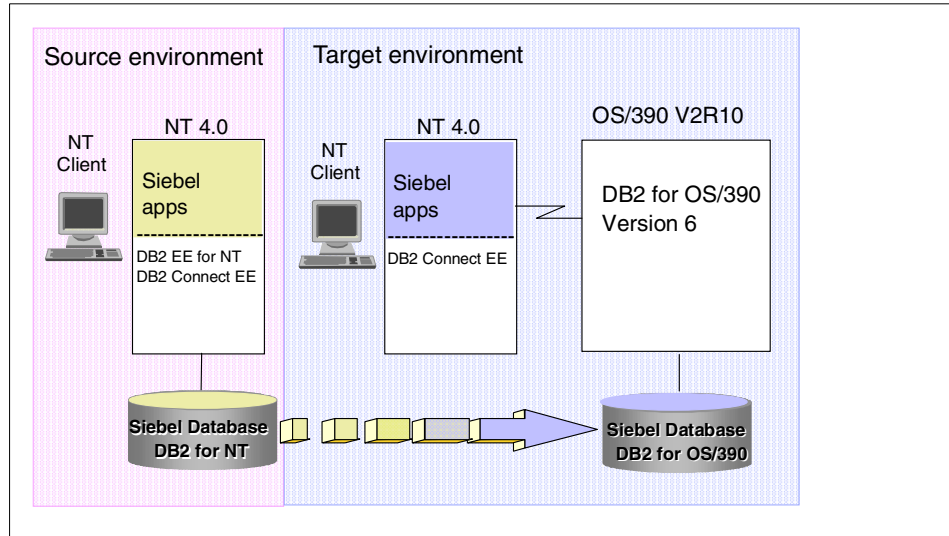 Source environment
Target environment
NT
Client
NT 4.0
Siebel
apps
DB2 EE for NT
DB2 Connect EE
Siebel Database
DB2 for NT
NT
Client
NT 4.0
Siebel
apps
DB2 Connect EE
OS/390 V2R10
DB2 for OS/390
Version 6
Siebel Database
DB2 for OS/390